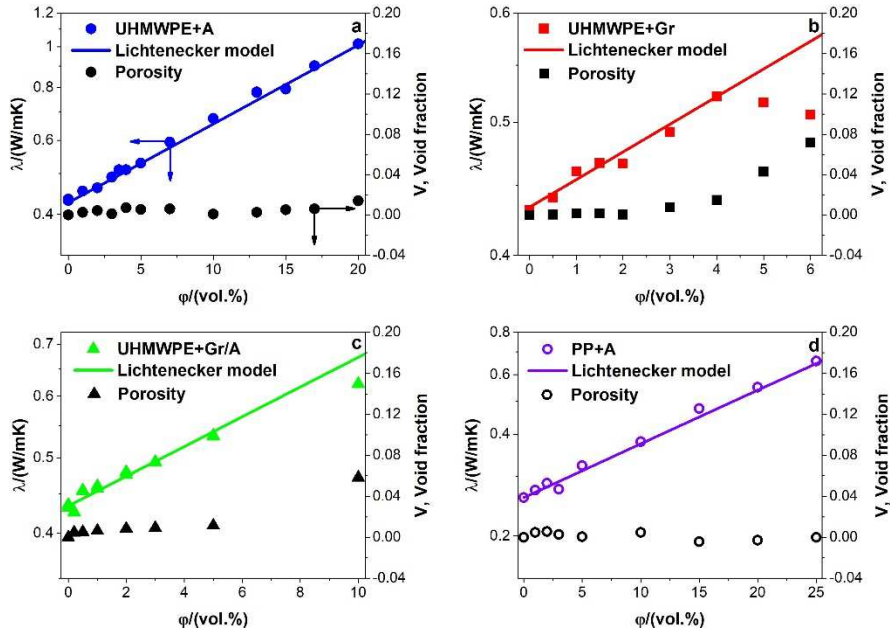 a
UHMWPE+A
Lichtenecker model
Porosity
λ/(W/mK)
1
0.8
0.6
0.4
0.20
0.16
0.12
0.08
0.04
0.00
-0.04
V, Void fraction
0 5 10 15 20
φ/(vol.%)
b
UHMWPE+Gr
Lichtenecker model
Porosity
λ/(W/mK)
0.6
0.5
0.4
0.20
0.16
0.12
0.08
0.04
0.00
-0.04
V, Void fraction
0 1 2 3 4 5 6
φ/(vol.%)
c
UHMWPE+Gr/A
Lichtenecker model
Porosity
λ/(W/mK)
0.7
0.6
0.5
0.4
0.20
0.16
0.12
0.08
0.04
0.00
-0.04
V, Void fraction
0 2 4 6 8 10
φ/(vol.%)
d
PP+A
Lichtenecker model
Porosity
λ/(W/mK)
0.8
0.6
0.4
0.2
0.20
0.16
0.12
0.08
0.04
0.00
-0.04
V, Void fraction
0 5 10 15 20 25
φ/(vol.%)